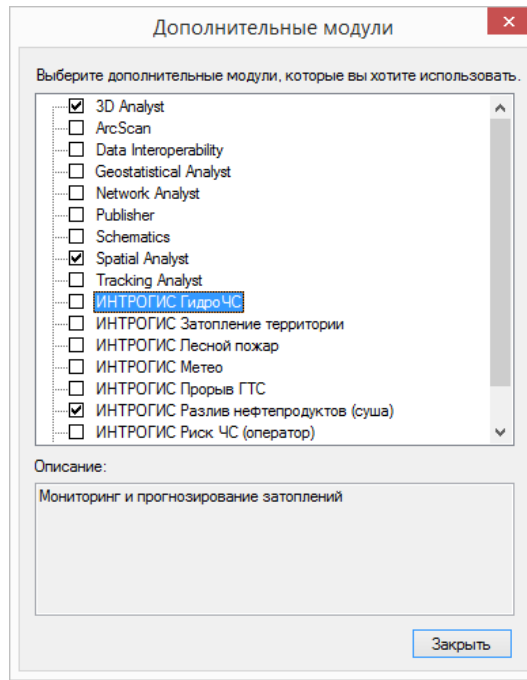 Дополнительные модули
Выберите дополнительные модули, которые вы хотите использовать.
3D Analyst
ArcScan
Data Interoperability
Geostatistical Analyst
Network Analyst
Publisher
Schematics
Spatial Analyst
Tracking Analyst
ИНТРОГИС ГидроЧС
ИНТРОГИС Затопление территории
ИНТРОГИС Лесной пожар
ИНТРОГИС Метео
ИНТРОГИС Прорыв ГТС
ИНТРОГИС Разлив нефтепродуктов (суша)
ИНТРОГИС Риск ЧС (оператор)
Описание:
Мониторинг и прогнозирование затоплений
Закрыть